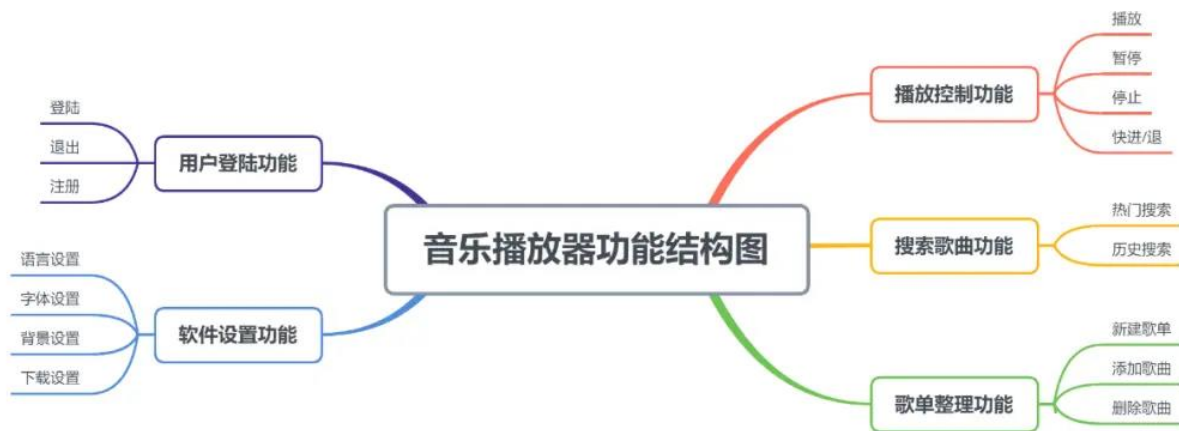 音乐播放器功能结构图
播放控制功能
播放
暂停
停止
快进/退
搜索歌曲功能
热门搜索
历史搜索
歌单整理功能
新建歌单
添加歌曲
删除歌曲
用户登陆功能
登陆
退出
注册
软件设置功能
语言设置
字体设置
背景设置
下载设置